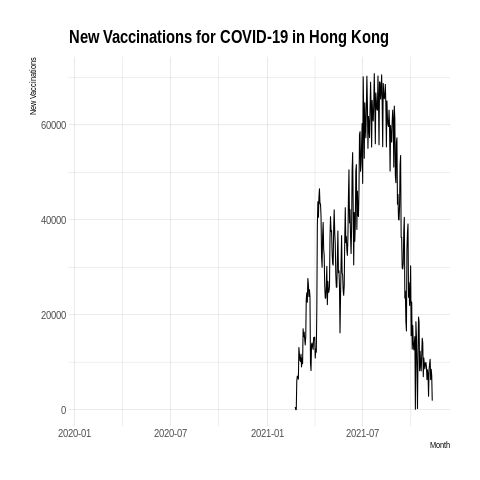 New Vaccinations for COVID-19 in Hong Kong
New Vaccinations
60000
40000
20000
0
2020-01 2020-07 2021-01 2021-07
Month